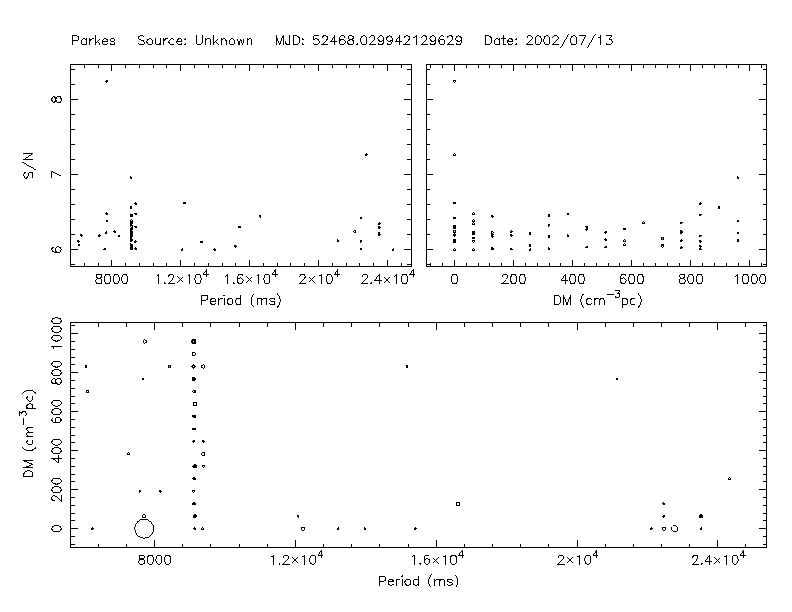 Parkes Source: Unknown MJD: 52468.029942129629 Date: 2002/07/13
S/N
8
7
6
8000 1.2×10⁴ 1.6×10⁴ 2×10⁴ 2.4×10⁴
Period (ms)
0 200 400 600 800 1000
DM (cm⁻³pc)
DM (cm⁻³pc)
1000
800
600
400
200
0
8000 1.2×10⁴ 1.6×10⁴ 2×10⁴ 2.4×10⁴
Period (ms)